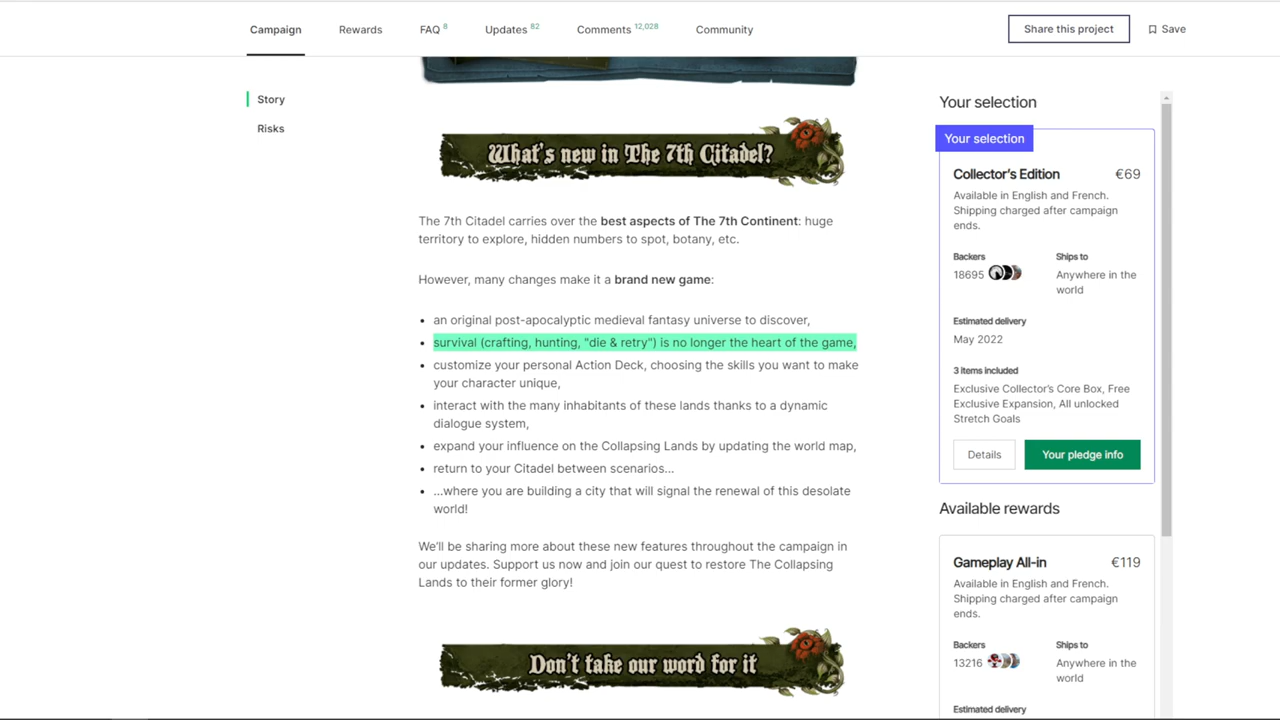 Campaign
Rewards
FAQ 8
Updates 82
Comments 12,028
Community
Share this project
Save
Story
Risks
What's new in The 7th Citadel?
The 7th Citadel carries over the best aspects of The 7th Continent: huge
territory to explore, hidden numbers to spot, botany, etc.
However, many changes make it a brand new game:
• an original post-apocalyptic medieval fantasy universe to discover,
• survival (crafting, hunting, "die & retry") is no longer the heart of the game,
• customize your personal Action Deck, choosing the skills you want to make
your character unique,
• interact with the many inhabitants of these lands thanks to a dynamic
dialogue system,
• expand your influence on the Collapsing Lands by updating the world map,
• return to your Citadel between scenarios...
• ...where you are building a city that will signal the renewal of this desolate
world!
We'll be sharing more about these new features throughout the campaign in
our updates. Support us now and join our quest to restore The Collapsing
Lands to their former glory!
Don't take our word for it
Your selection
Your selection
Collector's Edition €69
Available in English and French.
Shipping charged after campaign
ends.
Backers
18695
Ships to
Anywhere in the
world
Estimated delivery
May 2022
3 items included
Exclusive Collector's Core Box, Free
Exclusive Expansion, All unlocked
Stretch Goals
Details
Your pledge info
Available rewards
Gameplay All-in €119
Available in English and French.
Shipping charged after campaign
ends.
Backers
13216
Ships to
Anywhere in the
world
Estimated delivery